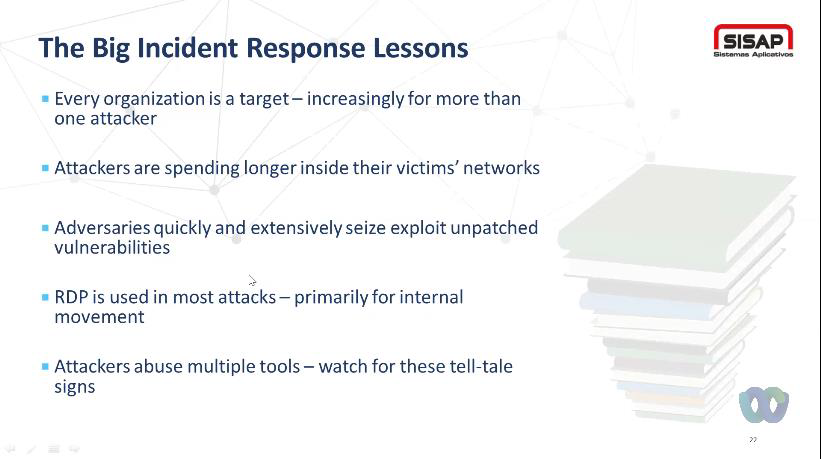 The Big Incident Response Lessons
SISAP
Sistemas Aplicativos
Every organization is a target – increasingly for more than
one attacker
Attackers are spending longer inside their victims’ networks
Adversaries quickly and extensively seize exploit unpatched
vulnerabilities
RDP is used in most attacks – primarily for internal
movement
Attackers abuse multiple tools – watch for these tell-tale
signs
22